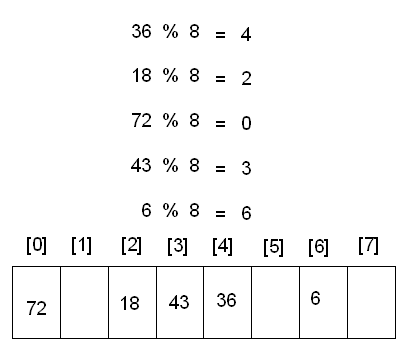 36 % 8 = 4
18 % 8 = 2
72 % 8 = 0
43 % 8 = 3
6 % 8 = 6
[0] [1] [2] [3] [4] [5] [6] [7]
72 18 43 36 6